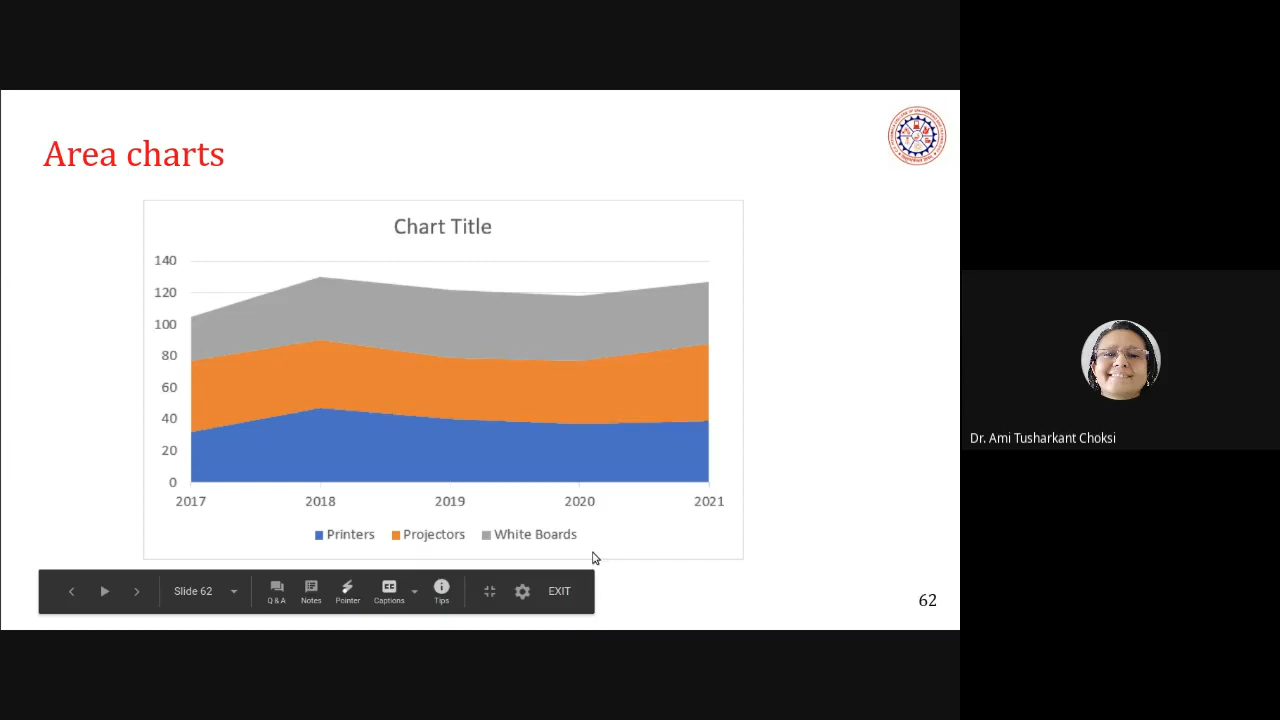 Area charts
Chart Title
140
120
100
80
60
40
20
0
2017 2018 2019 2020 2021
Printers Projectors White Boards
Slide 62
Q & A Notes Pointer Captions Tips EXIT
62
Dr. Ami Tusharkant Choksi